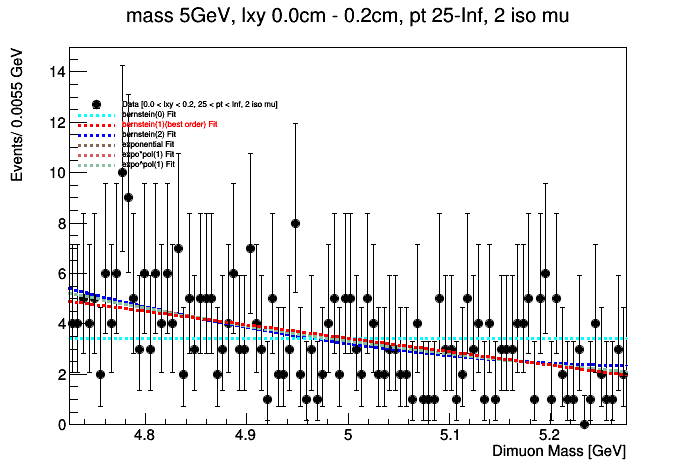 mass 5GeV, lxy 0.0cm - 0.2cm, pt 25-Inf, 2 iso mu
Events/ 0.0055 GeV
14
12
10
8
6
4
2
0
Data [0.0 < lxy < 0.2, 25 < pt < Inf, 2 iso mu]
bernstein(0) Fit
bernstein(1)(best order) Fit
bernstein(2) Fit
exponential Fit
expo*pol(1) Fit
expo^pol(1) Fit
4.8 4.9 5 5.1 5.2
Dimuon Mass [GeV]